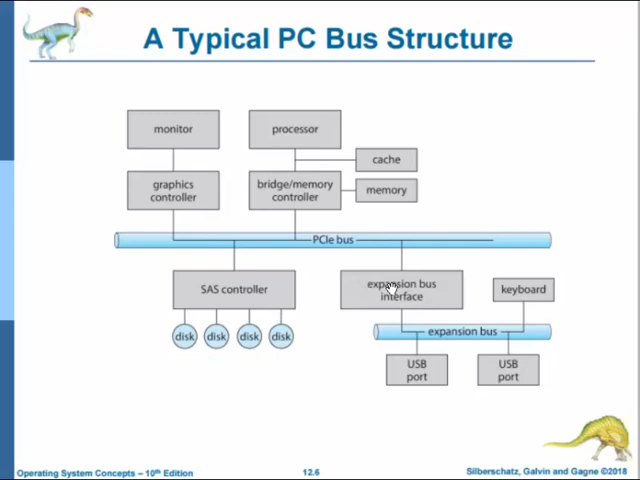 A Typical PC Bus Structure
monitor
processor
cache
graphics
controller
bridge/memory
controller
memory
PCIe bus
SAS controller
expansion bus
interface
keyboard
disk
disk
disk
disk
expansion bus
USB
port
USB
port
Operating System Concepts – 10th Edition
12.6
Silberschatz, Galvin and Gagne ©2018